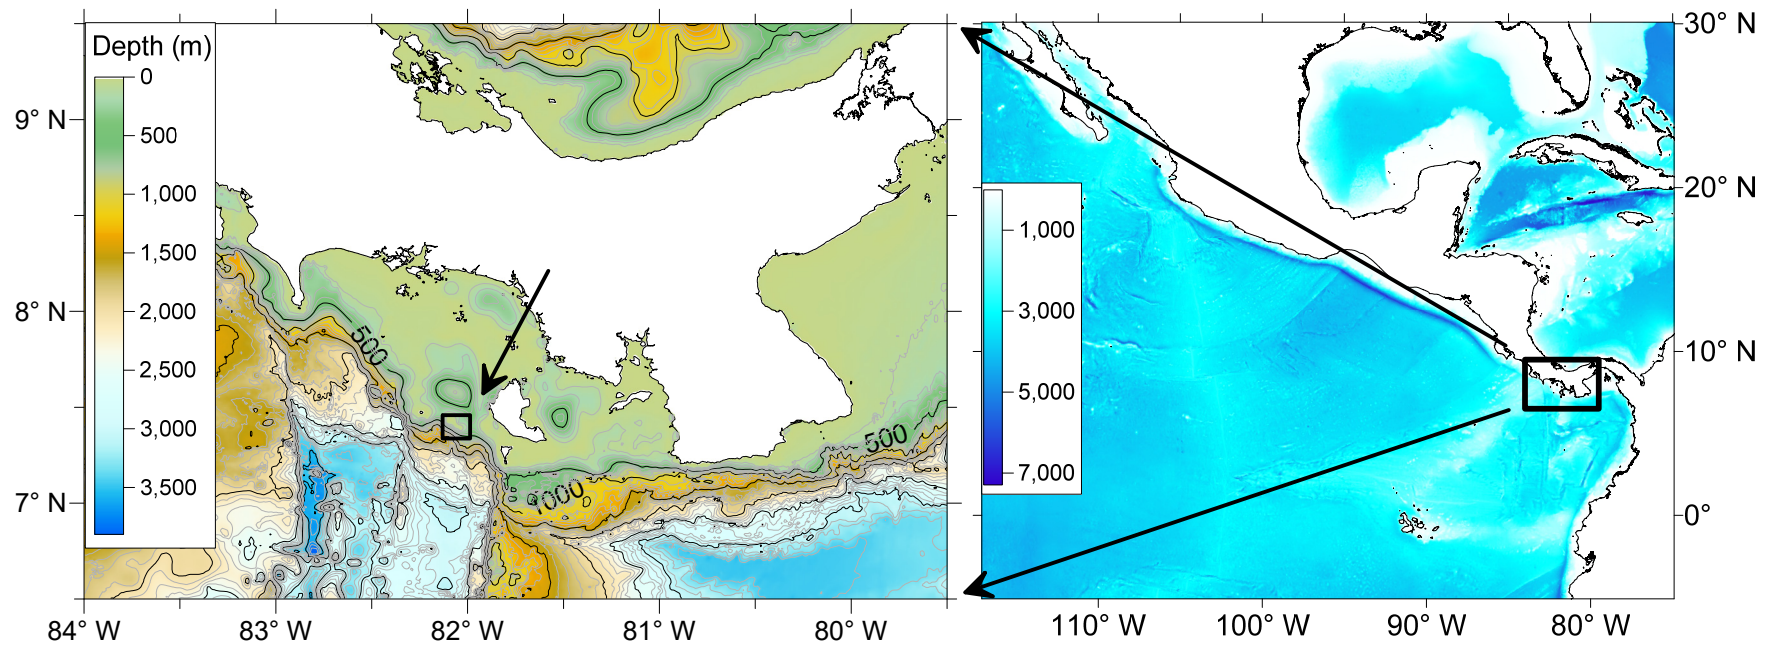 Depth (m)
0
500
1,000
1,500
2,000
2,500
3,000
3,500
9° N
8° N
7° N
84° W
83° W
82° W
81° W
80° W
500
1000
500
1,000
3,000
5,000
7,000
30° N
20° N
10° N
0°
110° W
100° W
90° W
80° W